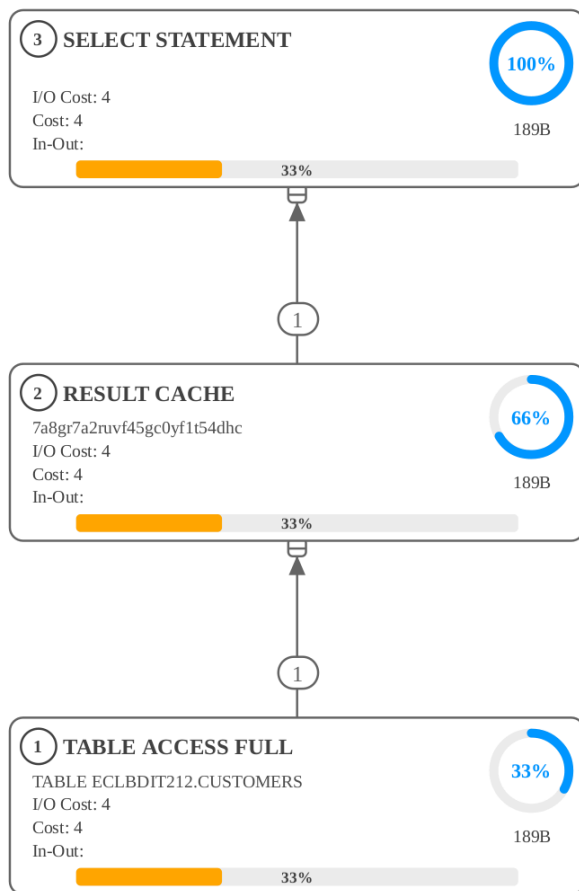 3 SELECT STATEMENT
100%
I/O Cost: 4
Cost: 4
189B
In-Out:
33%
1
2 RESULT CACHE
7a8gr7a2ruvf45gc0yf1t54dhc
66%
I/O Cost: 4
Cost: 4
189B
In-Out:
33%
1
1 TABLE ACCESS FULL
33%
TABLE ECLBDIT212.CUSTOMERS
I/O Cost: 4
Cost: 4
189B
In-Out:
33%